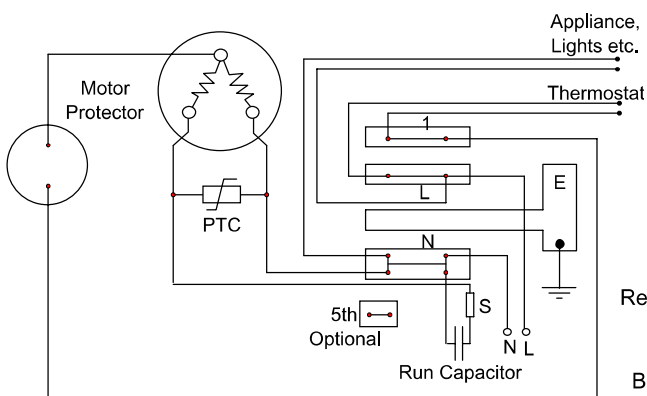 Appliance,
Lights etc.
Motor
Protector
Thermostat
1
L
E
PTC
N
5th
Optional
S
N L
Run Capacitor
Re
B